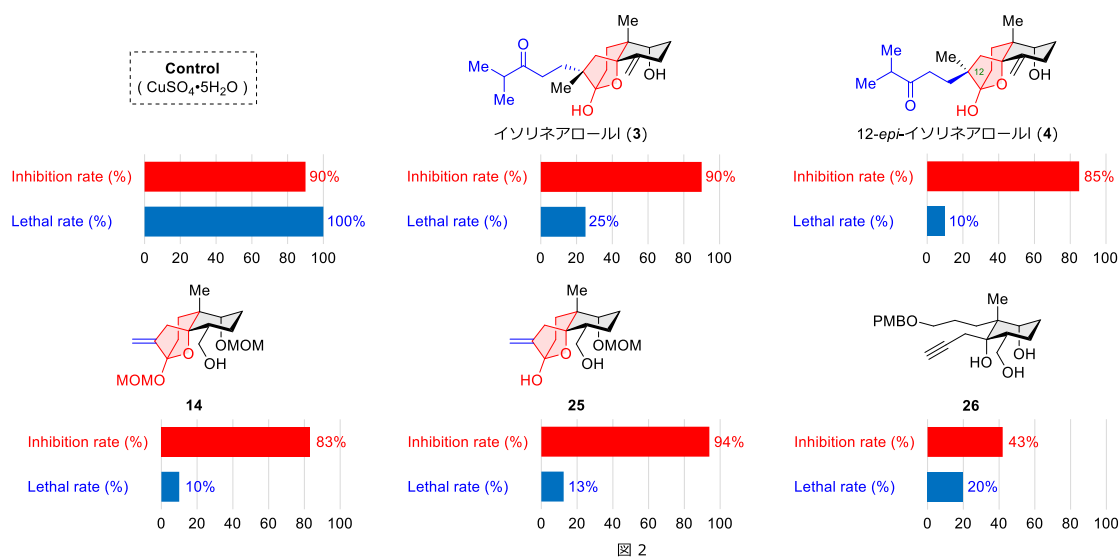 Control
( CuSO4•5H2O )
Me
O
Me
Me
Me
O
OH
HO
イソリネアロールI (3)
Me
Me
Me
12
O
Me
O
OH
HO
12-epi-イソリネアロールI (4)
Inhibition rate (%)
90%
Lethal rate (%)
100%
0 20 40 60 80 100
Inhibition rate (%)
90%
Lethal rate (%)
25%
0 20 40 60 80 100
Inhibition rate (%)
85%
Lethal rate (%)
10%
0 20 40 60 80 100
Me
O
OMOM
OH
MOMO
14
Me
O
OMOM
OH
HO
25
Me
PMBO
OH
HO
OH
26
Inhibition rate (%)
83%
Lethal rate (%)
10%
0 20 40 60 80 100
Inhibition rate (%)
94%
Lethal rate (%)
13%
0 20 40 60 80 100
Inhibition rate (%)
43%
Lethal rate (%)
20%
0 20 40 60 80 100
図 2